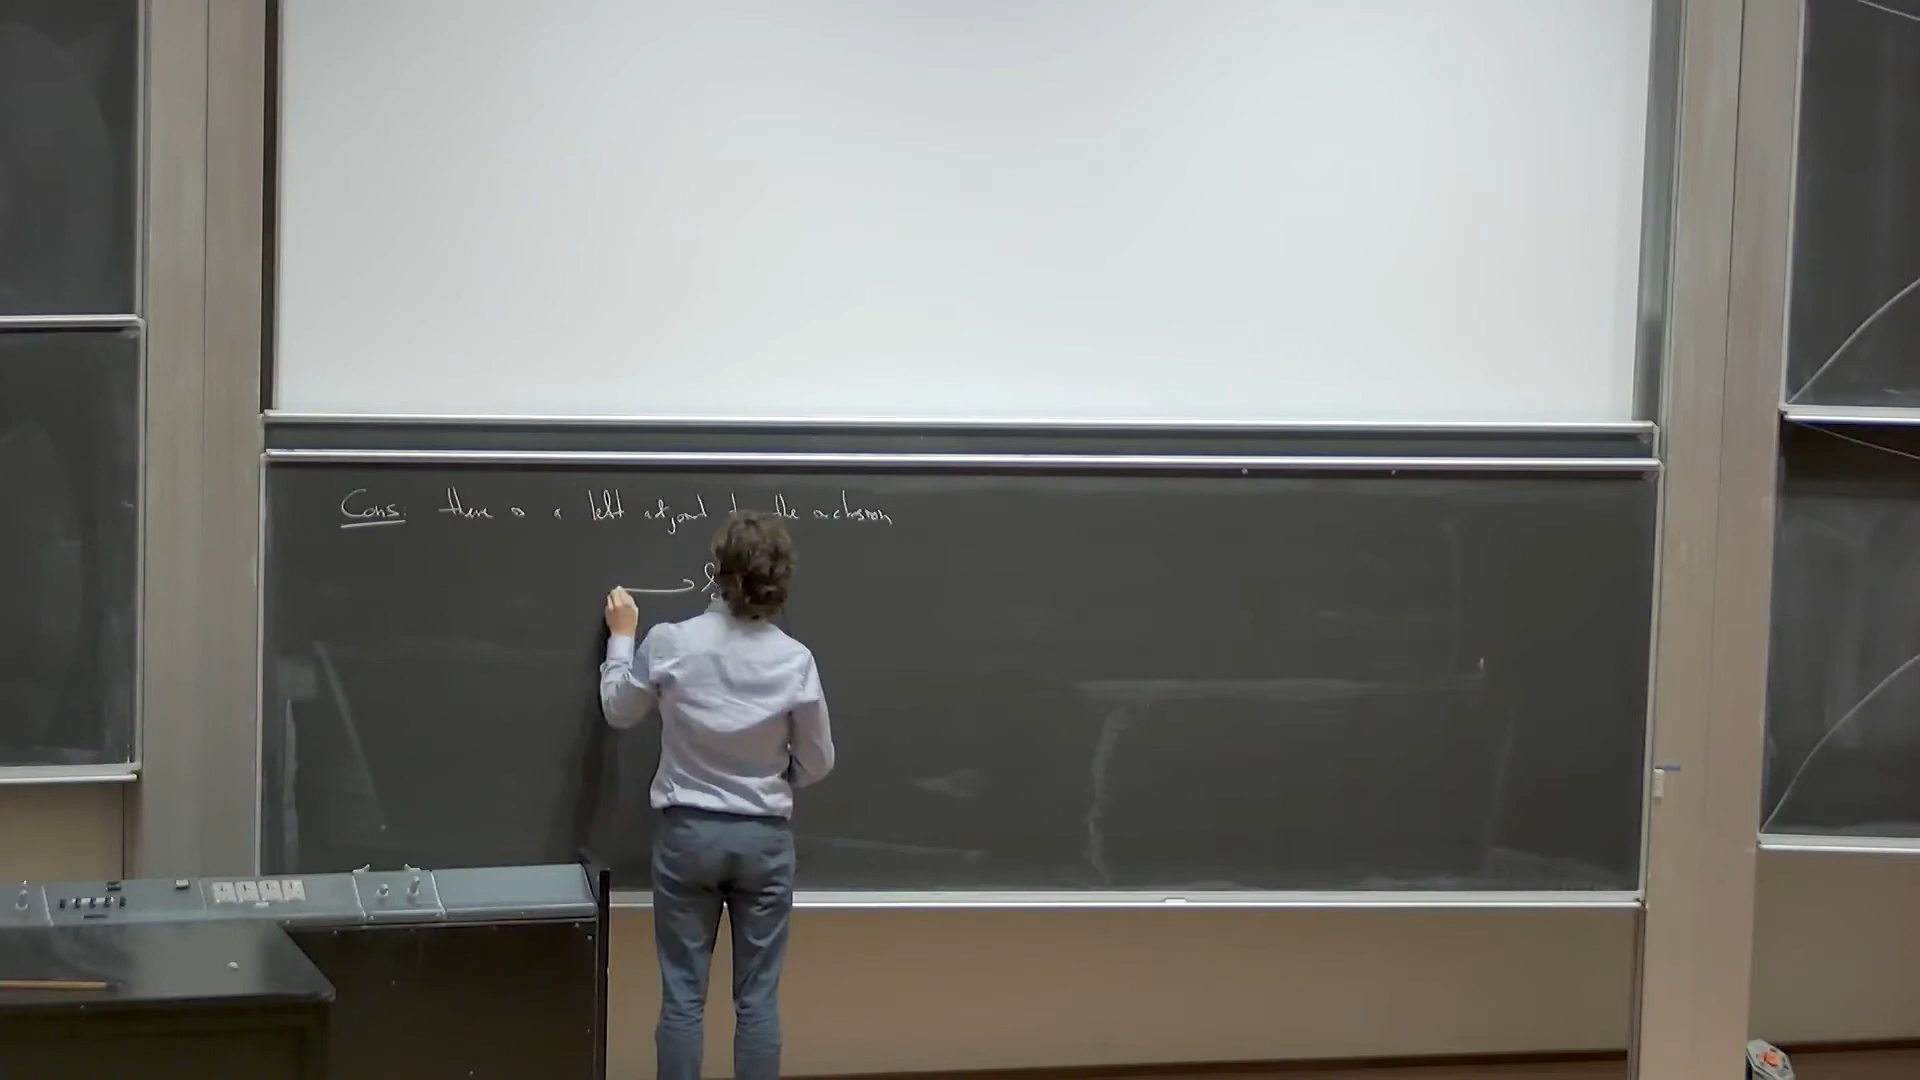 Cons: there is a left adjoint to the inclusion